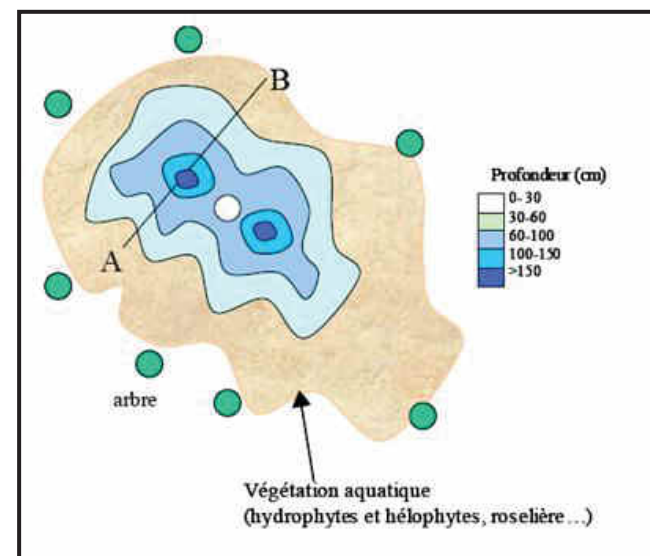 B
A
Profondeur (cm)
0- 30
30-60
60-100
100-150
>150
arbre
Végétation aquatique
(hydrophytes et hélophytes, roselière…)